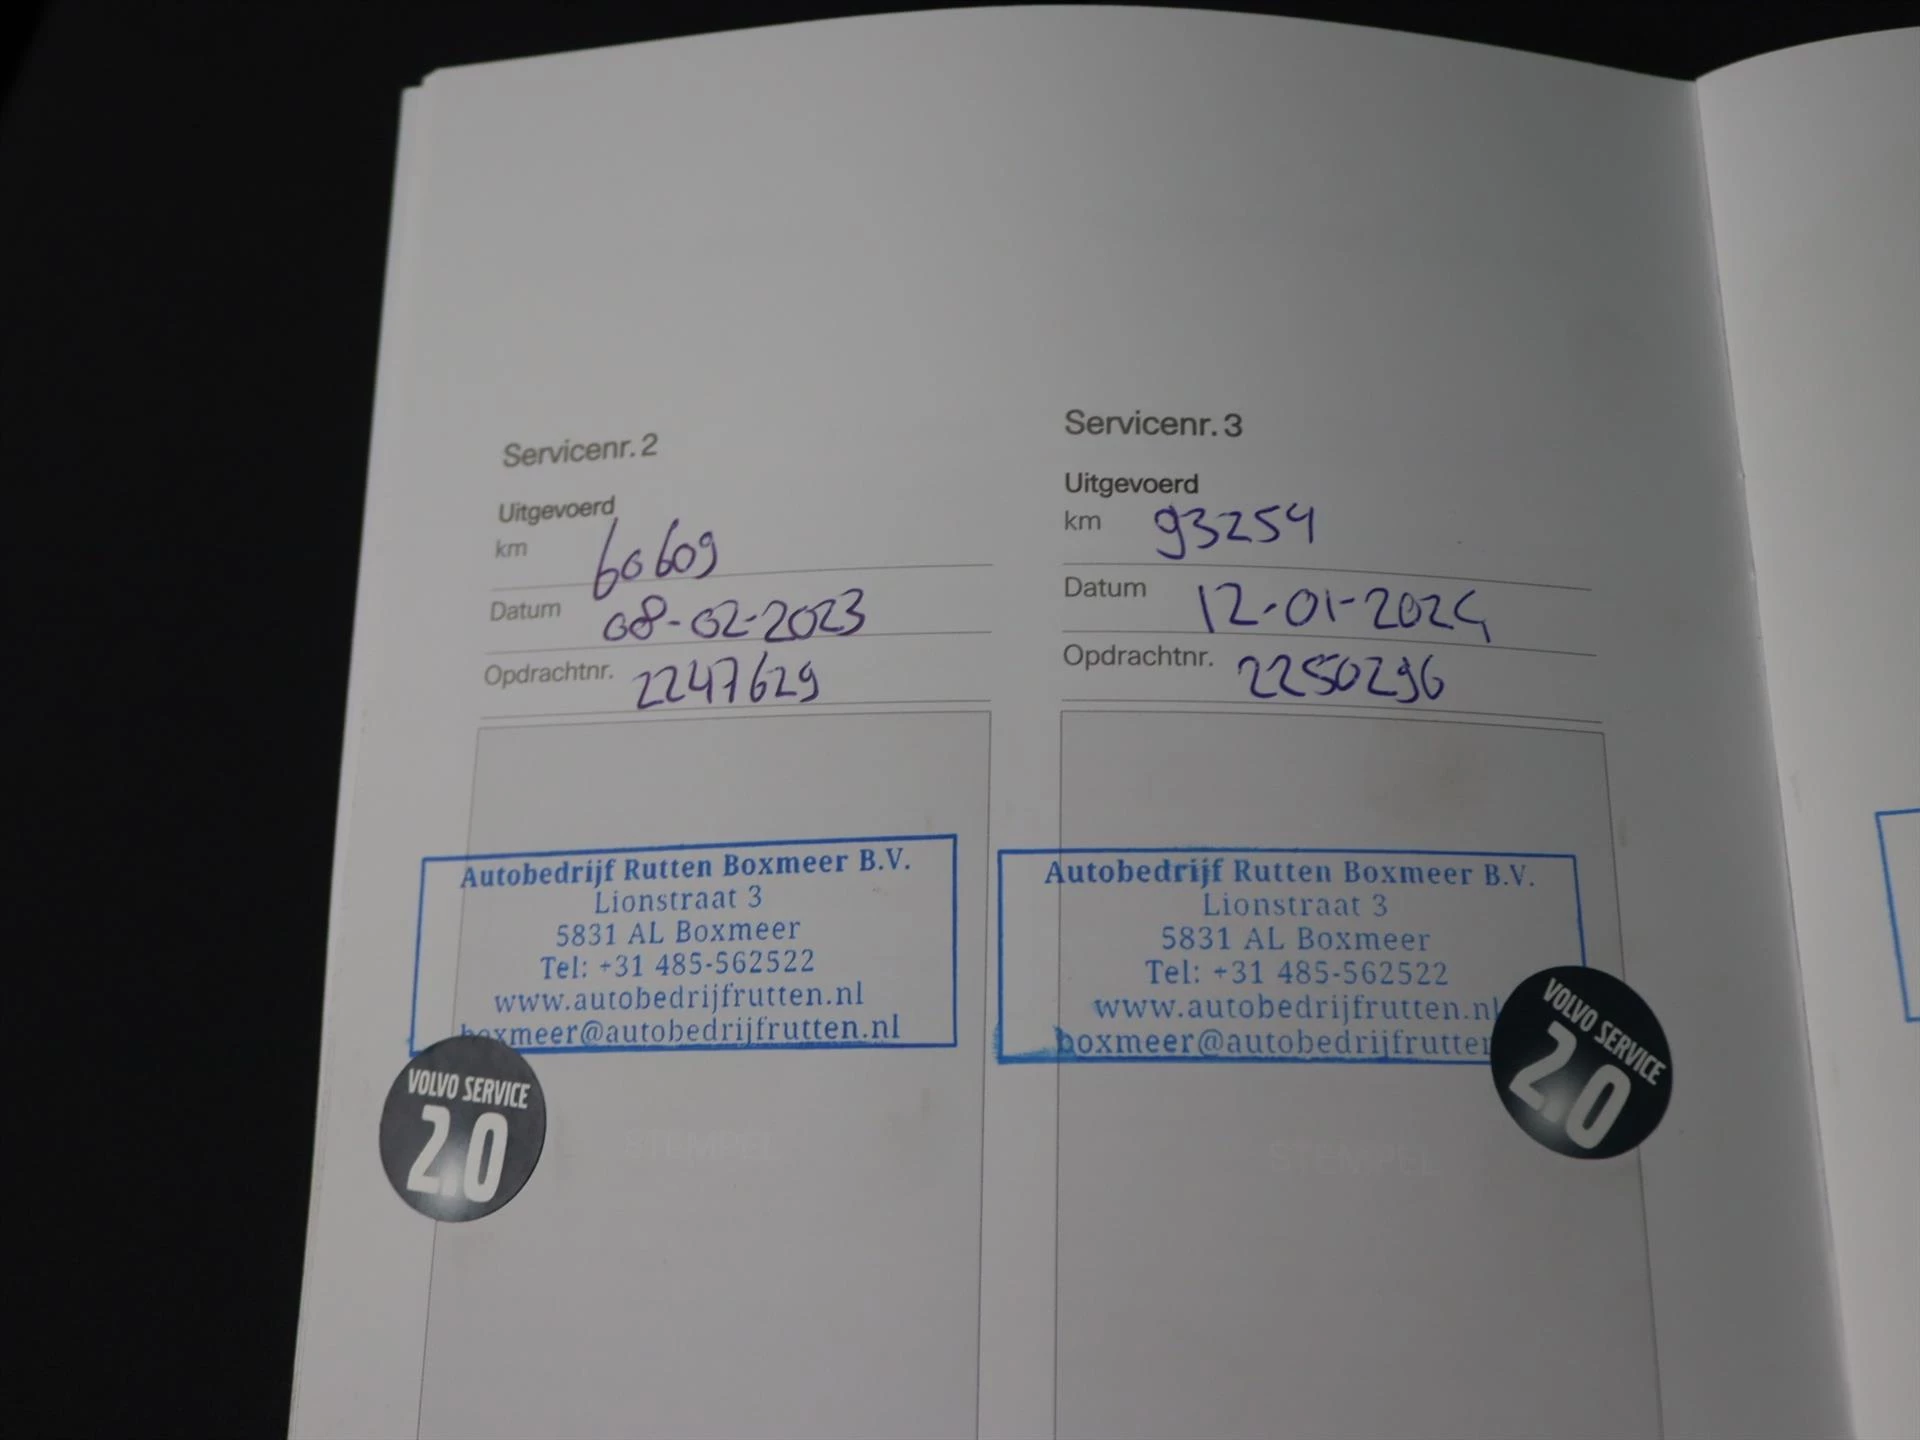 Servicenr. 2
Uitgevoerd
km 60609
Datum 08-02-2023
Opdrachtnr. 2247629
Autobedrijf Rutten Boxmeer B.V.
Lionstraat 3
5831 AL Boxmeer
Tel: +31 485-562522
www.autobedrijfrutten.nl
boxmeer@autobedrijfrutten.nl
VOLVO SERVICE
2.0
STEMPEL
Servicenr. 3
Uitgevoerd
km 93254
Datum 12-01-2024
Opdrachtnr. 2250296
Autobedrijf Rutten Boxmeer B.V.
Lionstraat 3
5831 AL Boxmeer
Tel: +31 485-562522
www.autobedrijfrutten.nl
boxmeer@autobedrijfrutten
VOLVO SERVICE
2.0
STEMPEL